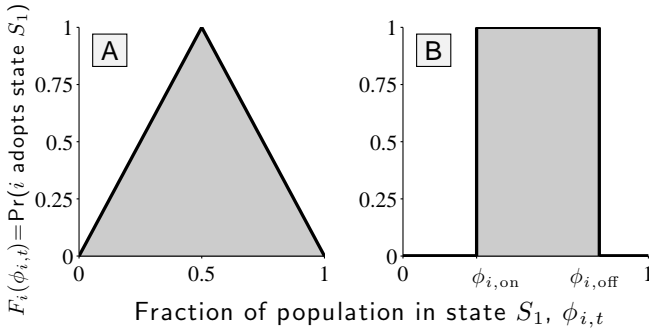 F_i(φ_{i,t})=Pr(i adopts state S_1)
A
1
0.75
0.5
0.25
0
0
0.5
1
B
1
0.75
0.5
0.25
0
0
φ_{i,on}
φ_{i,off}
1
Fraction of population in state S_1, φ_{i,t}